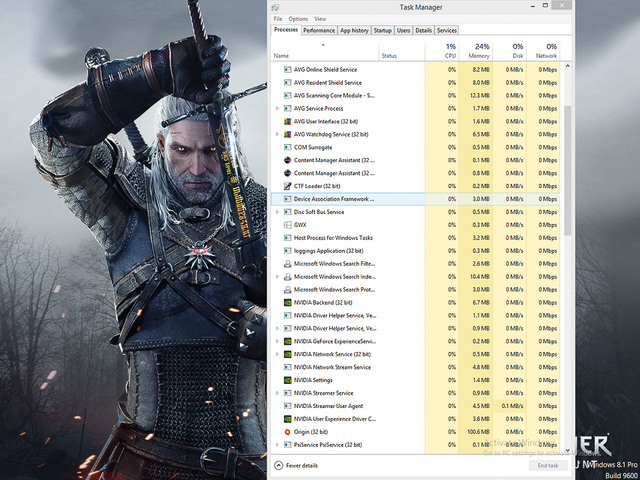 Task Manager
File Options View
Processes Performance App history Startup Users Details Services
1% 24% 0% 0%
Name Status CPU Memory Disk Network
AVG Online Shield Service 0% 8.2 MB 0 MB/s 0 Mbps
AVG Resident Shield Service 0% 8.0 MB 0 MB/s 0 Mbps
AVG Scanning Core Module - S... 0% 12.3 MB 0 MB/s 0 Mbps
AVG Service Process 0% 1.7 MB 0 MB/s 0 Mbps
AVG User Interface (32 bit) 0% 1.6 MB 0 MB/s 0 Mbps
AVG Watchdog Service (32 bit) 0% 6.5 MB 0 MB/s 0 Mbps
COM Surrogate 0% 0.5 MB 0 MB/s 0 Mbps
Content Manager Assistant (32 ... 0% 0.1 MB 0 MB/s 0 Mbps
Content Manager Assistant (32 ... 0% 0.8 MB 0 MB/s 0 Mbps
CTF Loader (32 bit) 0% 0.2 MB 0 MB/s 0 Mbps
Device Association Framework ... 0% 3.0 MB 0 MB/s 0 Mbps
Disc Soft Bus Service 0% 0.5 MB 0 MB/s 0 Mbps
GWX 0% 0.4 MB 0 MB/s 0 Mbps
Host Process for Windows Tasks 0% 3.2 MB 0 MB/s 0 Mbps
loggings Application (32 bit) 0% 0.3 MB 0 MB/s 0 Mbps
Microsoft Windows Search Filte... 0% 2.6 MB 0 MB/s 0 Mbps
Microsoft Windows Search Inde... 0% 10.4 MB 0 MB/s 0 Mbps
Microsoft Windows Search Prot... 0% 3.0 MB 0 MB/s 0 Mbps
NVIDIA Backend (32 bit) 0% 6.7 MB 0 MB/s 0 Mbps
NVIDIA Driver Helper Service, Ve... 0% 1.1 MB 0 MB/s 0 Mbps
NVIDIA Driver Helper Service, Ve... 0% 0.9 MB 0 MB/s 0 Mbps
NVIDIA GeForce ExperienceServi... 0% 0.2 MB 0 MB/s 0 Mbps
NVIDIA Network Service (32 bit) 0% 0.5 MB 0 MB/s 0 Mbps
NVIDIA Network Stream Service 0% 4.8 MB 0 MB/s 0 Mbps
NVIDIA Settings 0% 1.4 MB 0 MB/s 0 Mbps
NVIDIA Streamer Service 0% 0.9 MB 0 MB/s 0 Mbps
NVIDIA Streamer User Agent 0% 4.5 MB 0.1 MB/s 0 Mbps
NVIDIA User Experience Driver C... 0% 3.6 MB 0 MB/s 0 Mbps
Origin (32 bit) 0% 100.6 MB 0 MB/s 0 Mbps
PsiService PsiService (32 bit) 0% 0.1 MB 0 MB/s 0 Mbps
Fewer details End task
Windows 8.1 Pro
Build 9600